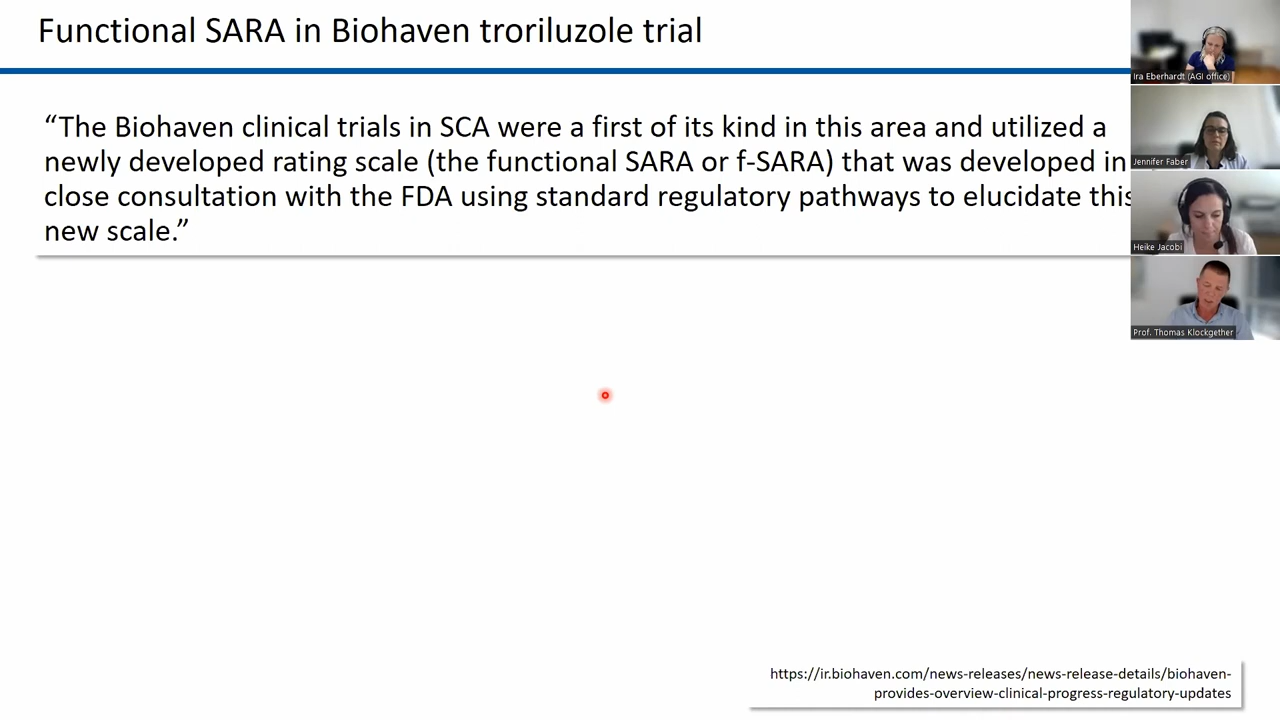 Functional SARA in Biohaven troriluzole trial
“The Biohaven clinical trials in SCA were a first of its kind in this area and utilized a
newly developed rating scale (the functional SARA or f-SARA) that was developed in
close consultation with the FDA using standard regulatory pathways to elucidate this
new scale.”
Ira Eberhardt (AGI office)
Jennifer Faber
Heike Jacobi
Prof. Thomas Klockgether
https://ir.biohaven.com/news-releases/news-release-details/biohaven-
provides-overview-clinical-progress-regulatory-updates